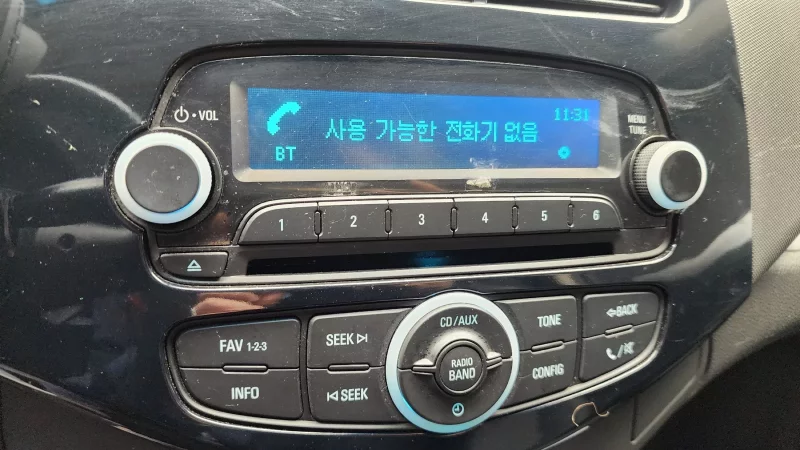 11:31
사용 가능한 전화기 없음
BT
VOL
MENU
TUNE
1 2 3 4 5 6
CD/AUX
FAV 1-2-3
SEEK
TONE
BACK
RADIO
BAND
INFO
SEEK
CONFIG